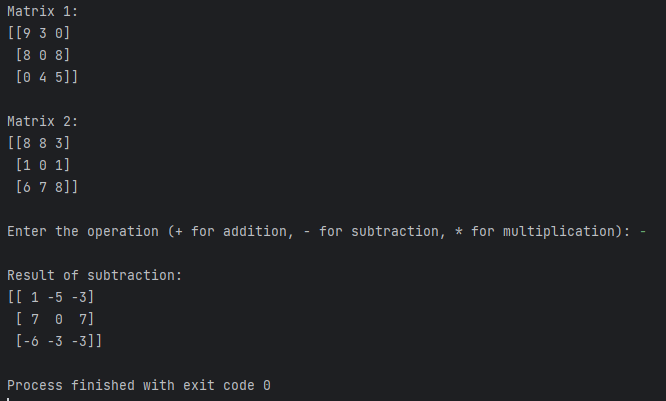 Matrix 1:
[[9 3 0]
 [8 0 8]
 [0 4 5]]
Matrix 2:
[[8 8 3]
 [1 0 1]
 [6 7 8]]
Enter the operation (+ for addition, - for subtraction, * for multiplication): -
Result of subtraction:
[[ 1 -5 -3]
 [ 7  0  7]
 [-6 -3 -3]]
Process finished with exit code 0